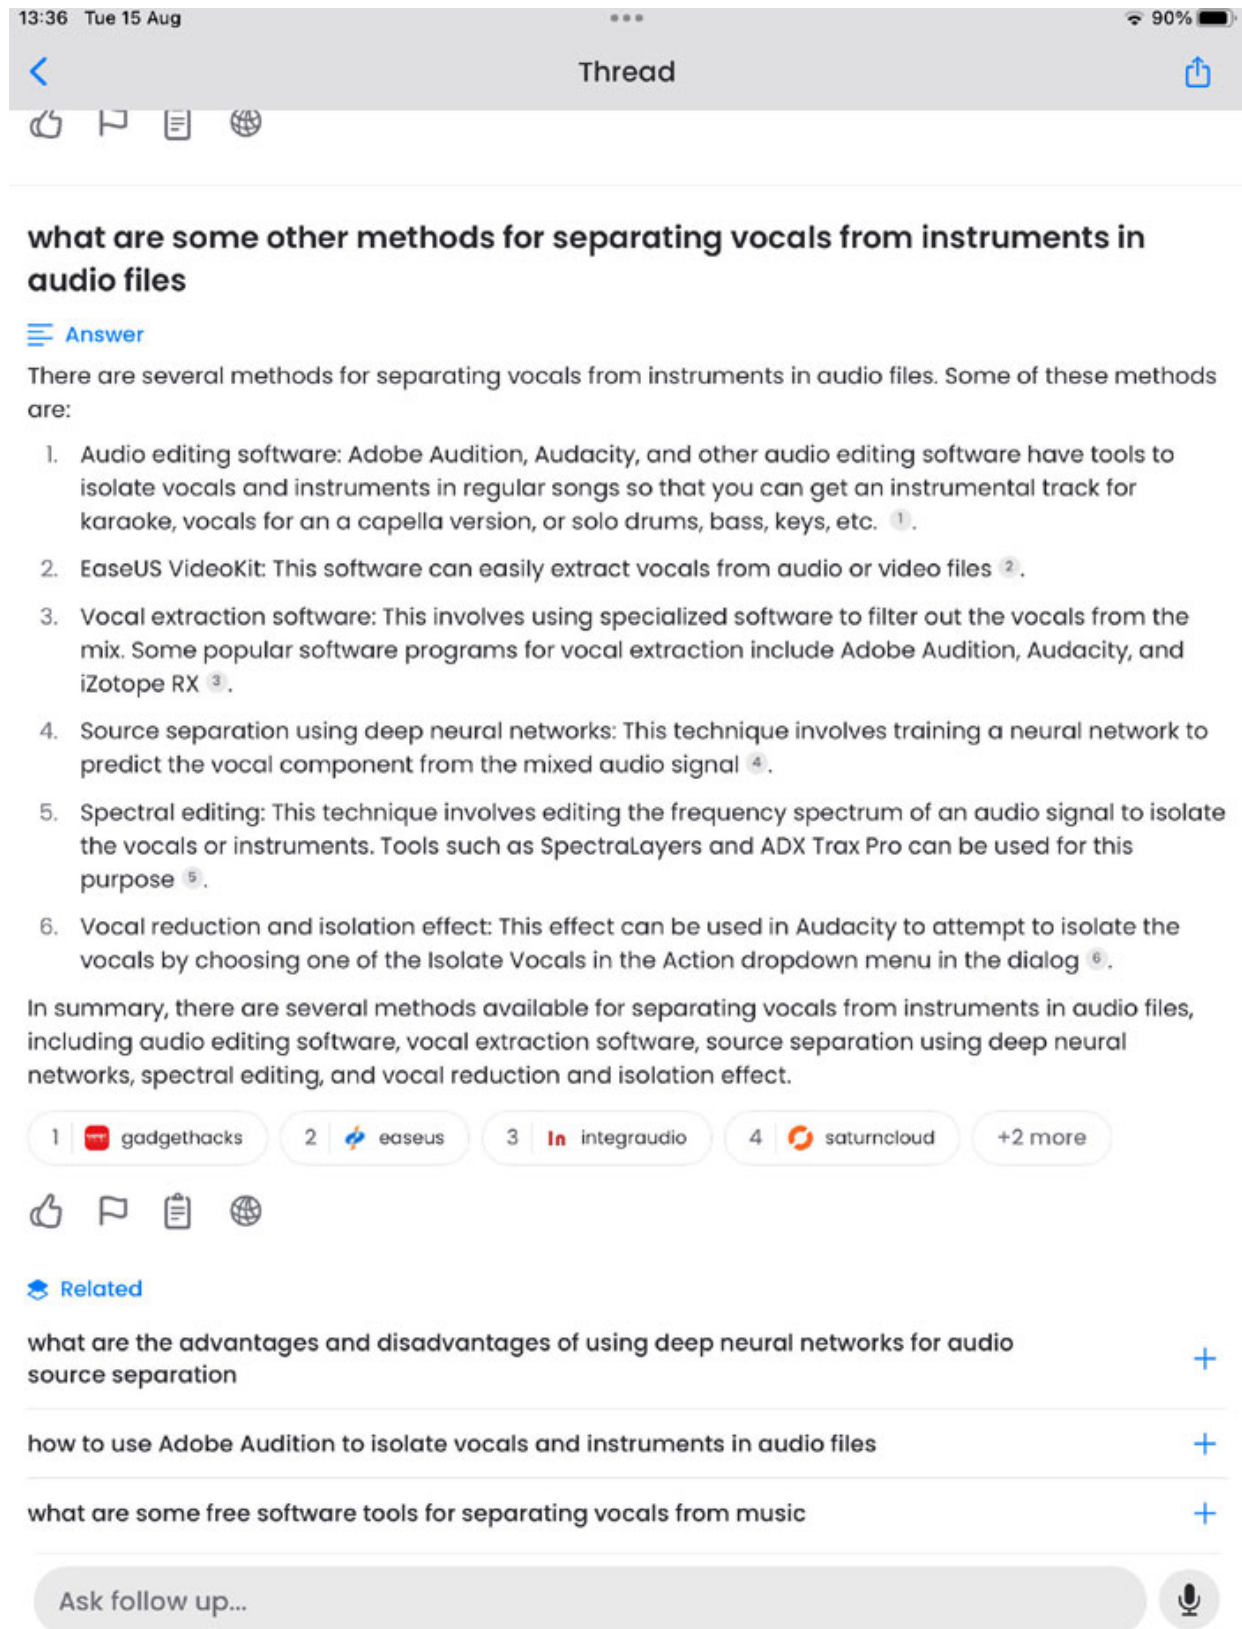 13:36 Tue 15 Aug
90%
Thread
what are some other methods for separating vocals from instruments in
audio files
Answer
There are several methods for separating vocals from instruments in audio files. Some of these methods
are:
1. Audio editing software: Adobe Audition, Audacity, and other audio editing software have tools to
isolate vocals and instruments in regular songs so that you can get an instrumental track for
karaoke, vocals for an a capella version, or solo drums, bass, keys, etc. 1.
2. EaseUS VideoKit: This software can easily extract vocals from audio or video files 2.
3. Vocal extraction software: This involves using specialized software to filter out the vocals from the
mix. Some popular software programs for vocal extraction include Adobe Audition, Audacity, and
iZotope RX 3.
4. Source separation using deep neural networks: This technique involves training a neural network to
predict the vocal component from the mixed audio signal 4.
5. Spectral editing: This technique involves editing the frequency spectrum of an audio signal to isolate
the vocals or instruments. Tools such as SpectraLayers and ADX Trax Pro can be used for this
purpose 5.
6. Vocal reduction and isolation effect: This effect can be used in Audacity to attempt to isolate the
vocals by choosing one of the Isolate Vocals in the Action dropdown menu in the dialog 6.
In summary, there are several methods available for separating vocals from instruments in audio files,
including audio editing software, vocal extraction software, source separation using deep neural
networks, spectral editing, and vocal reduction and isolation effect.
1 gadgethacks 2 easeus 3 In integraudio 4 saturncloud +2 more
Related
what are the advantages and disadvantages of using deep neural networks for audio
source separation
how to use Adobe Audition to isolate vocals and instruments in audio files
what are some free software tools for separating vocals from music
Ask follow up...